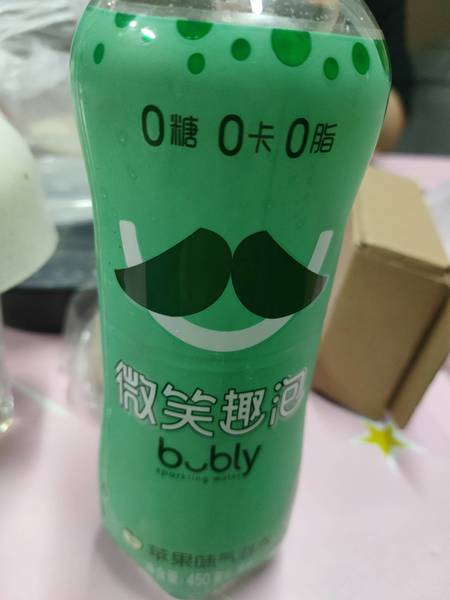 0糖 0卡 0脂
微笑趣泡
bubly
sparkling water
苹果味气泡水
450